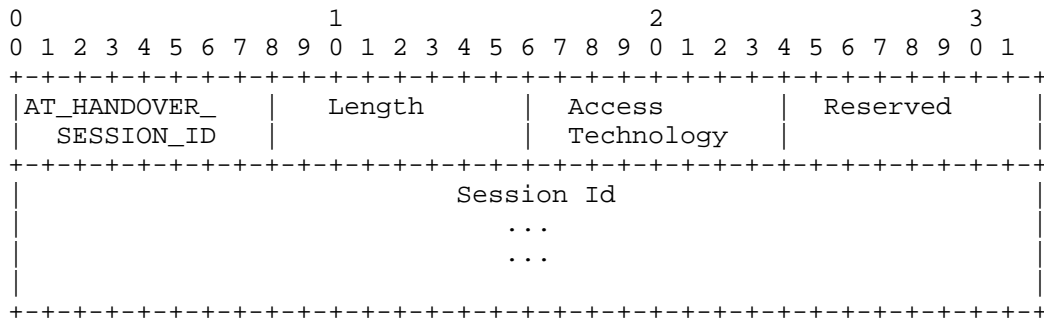 0                   1                   2                   3
0 1 2 3 4 5 6 7 8 9 0 1 2 3 4 5 6 7 8 9 0 1 2 3 4 5 6 7 8 9 0 1
+-+-+-+-+-+-+-+-+-+-+-+-+-+-+-+-+-+-+-+-+-+-+-+-+-+-+-+-+-+-+-+-+
|AT_HANDOVER_   |   Length      |  Access       |  Reserved     |
|  SESSION_ID   |               |  Technology   |               |
+-+-+-+-+-+-+-+-+-+-+-+-+-+-+-+-+-+-+-+-+-+-+-+-+-+-+-+-+-+-+-+-+
|                           Session Id                          |
|                              ...                              |
|                              ...                              |
|                                                               |
+-+-+-+-+-+-+-+-+-+-+-+-+-+-+-+-+-+-+-+-+-+-+-+-+-+-+-+-+-+-+-+-+